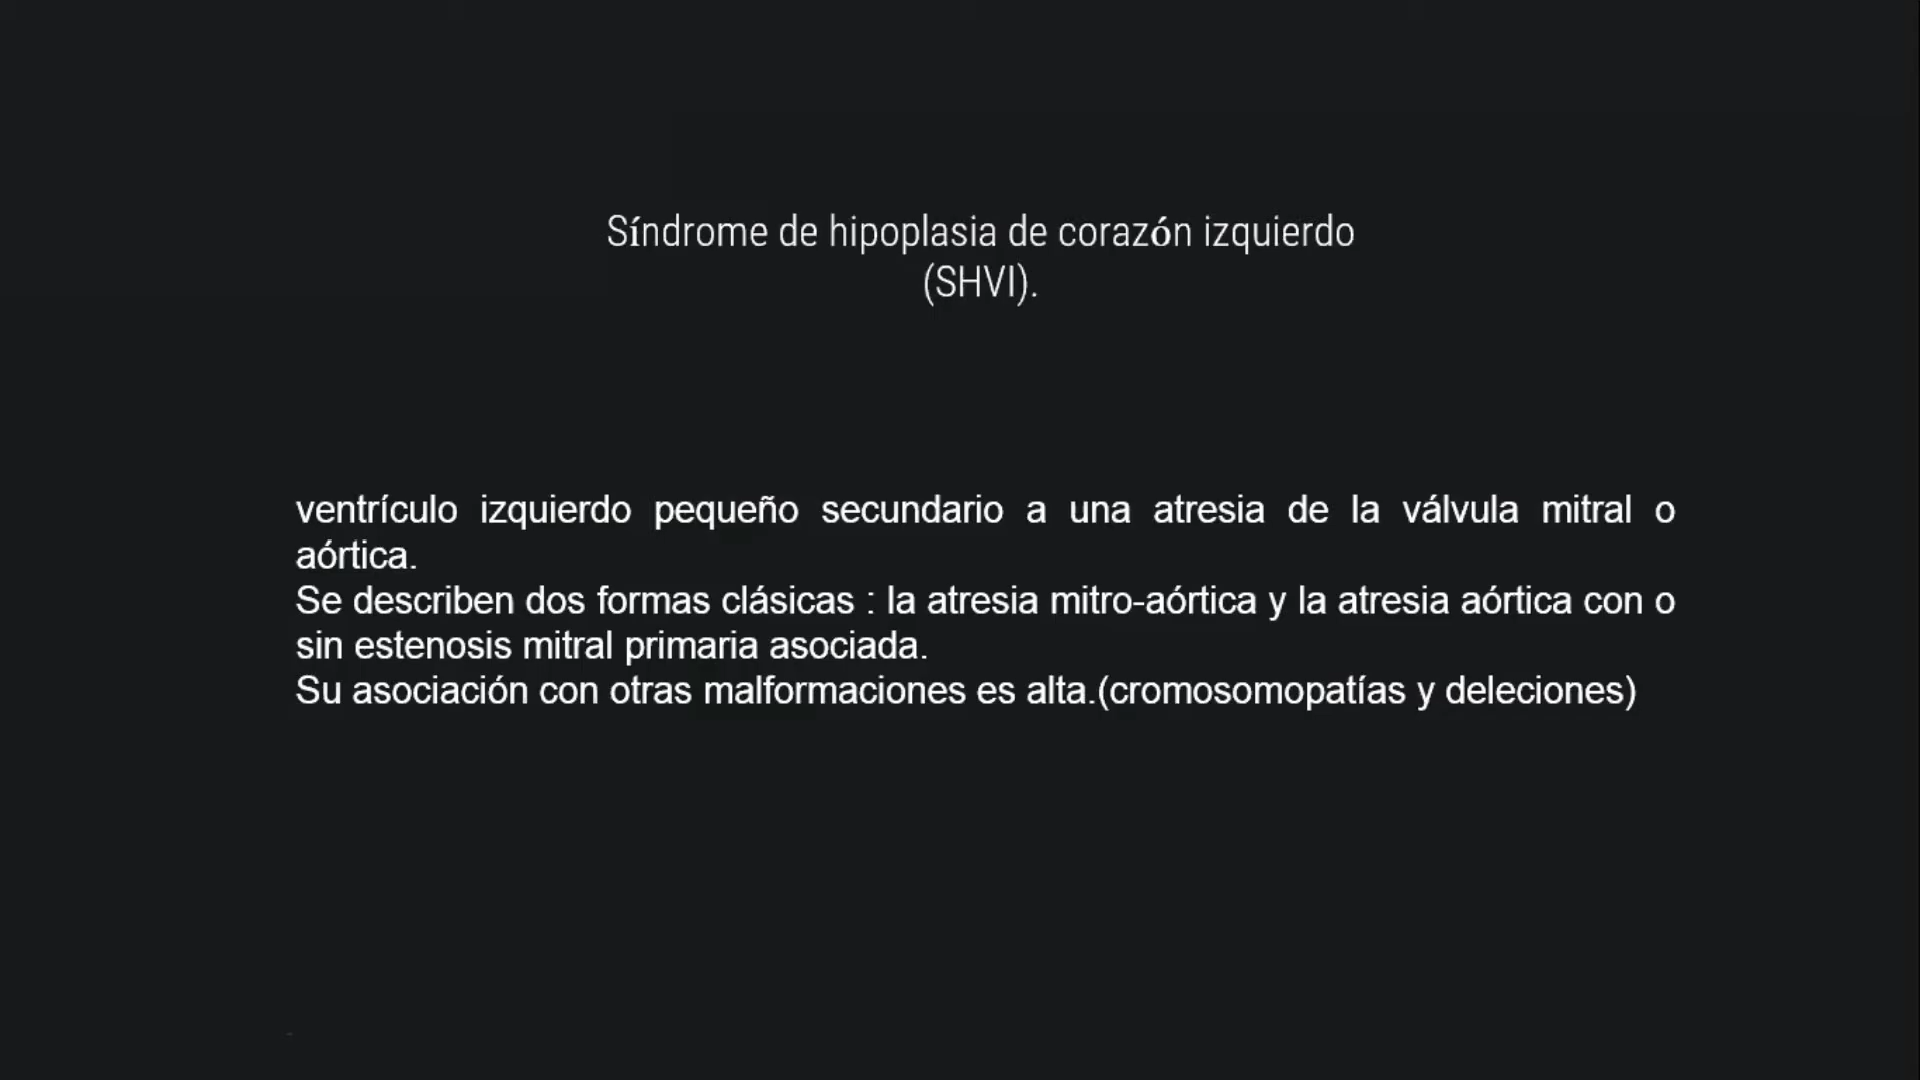 Síndrome de hipoplasia de corazón izquierdo
(SHVI).
ventrículo izquierdo pequeño secundario a una atresia de la válvula mitral o
aórtica.
Se describen dos formas clásicas : la atresia mitro-aórtica y la atresia aórtica con o
sin estenosis mitral primaria asociada.
Su asociación con otras malformaciones es alta.(cromosomopatías y deleciones)